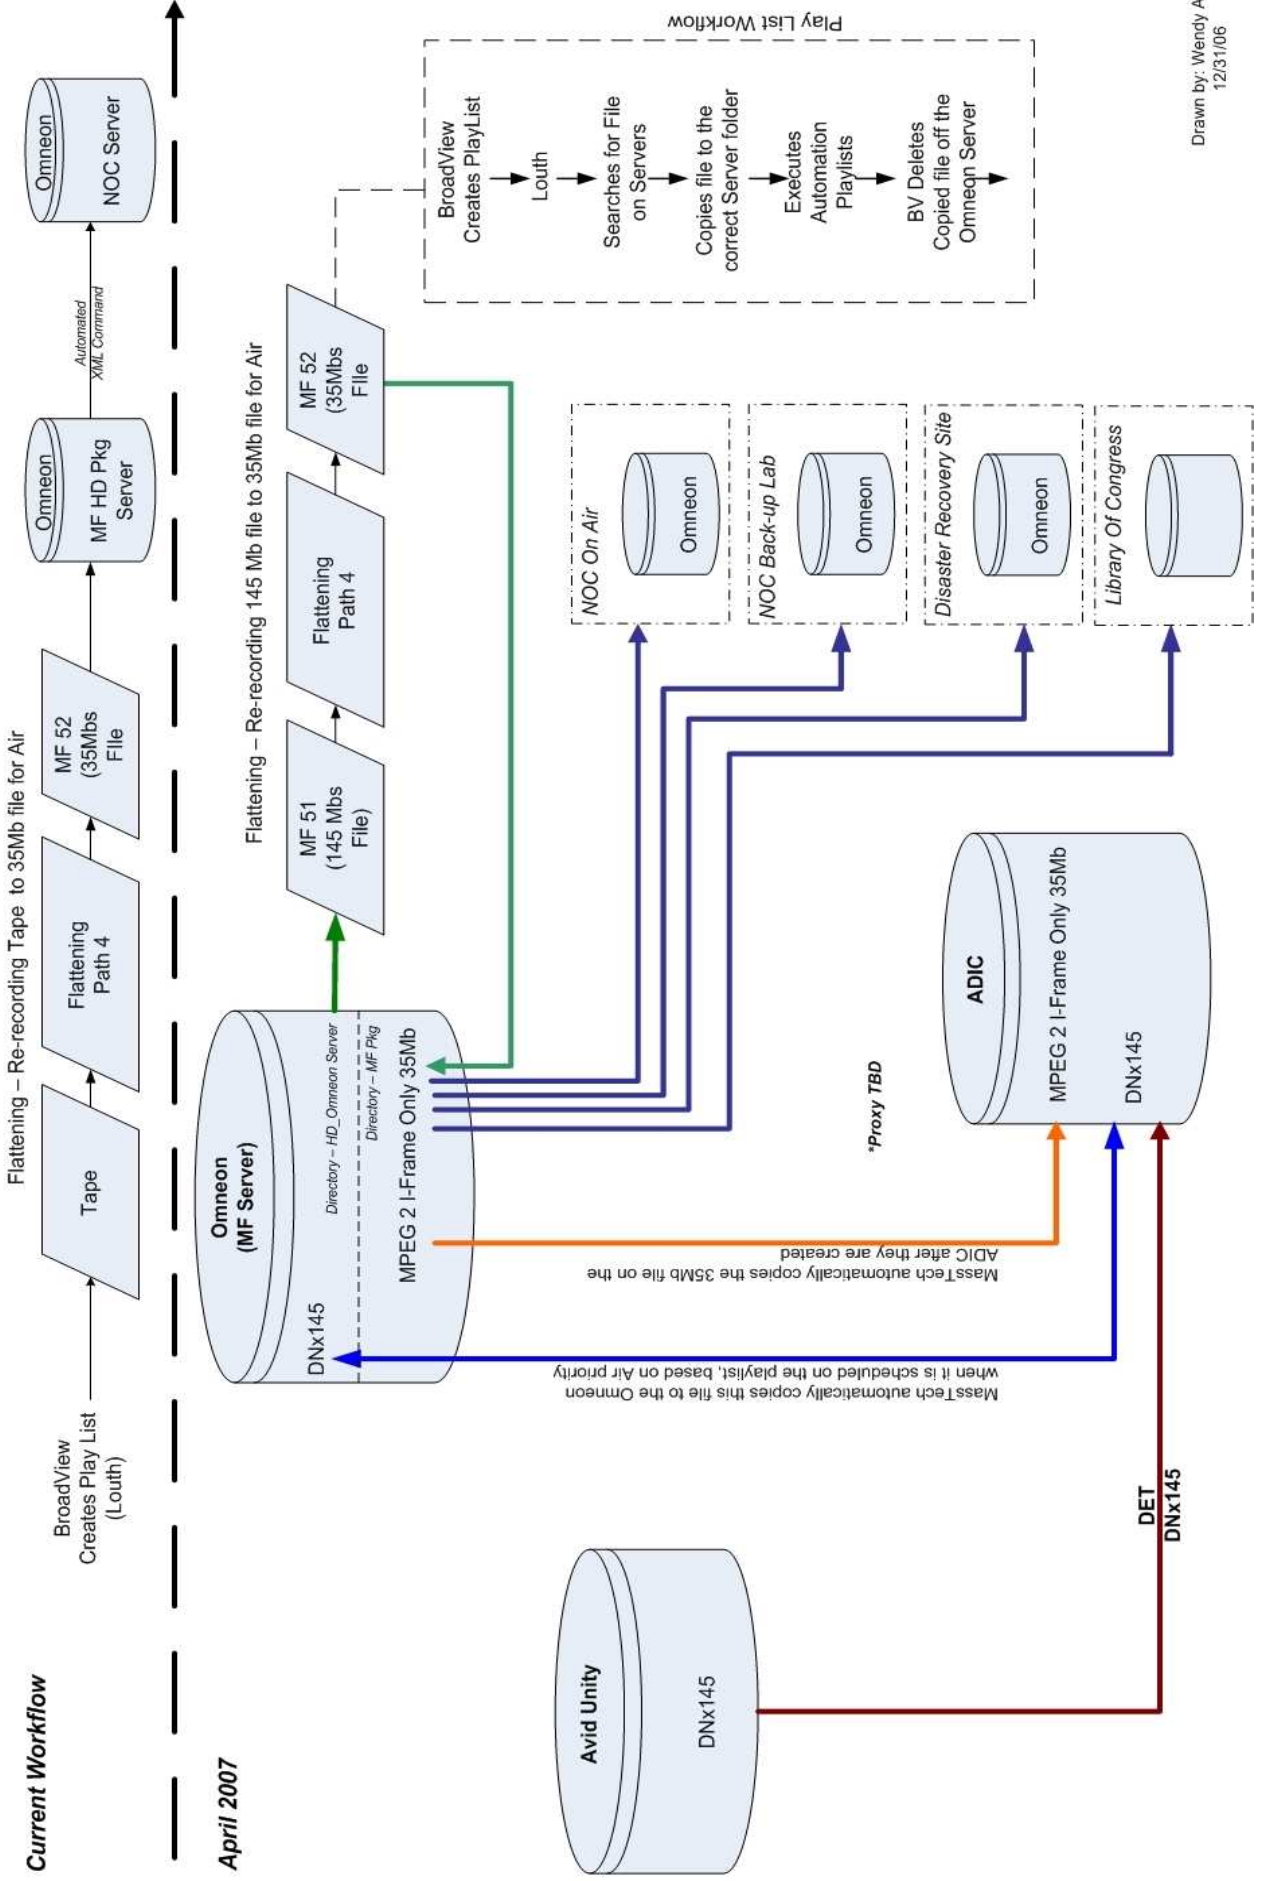 Current Workflow
Flattening – Re-recording Tape to 35Mb file for Air
BroadView
Creates Play List
(Louth)
Tape
Flattening
Path 4
MF 52
(35Mbs
FIle
Omneon
MF HD Pkg
Server
Automated
XML Command
Omneon
NOC Server
April 2007
Flattening – Re-recording 145 Mb file to 35Mb file for Air
Omneon
(MF Server)
DNx145
Directory – HD_Omneon Server
Directory – MF Pkg
MPEG 2 I-Frame Only 35Mb
MF 51
(145 Mbs
File)
Flattening
Path 4
MF 52
(35Mbs
FIle
Play List Workflow
BroadView
Creates PlayList
Louth
Searches for File
on Servers
Copies file to the
correct Server folder
Executes
Automation
Playlists
BV Deletes
Copied file off the
Omneon Server
NOC On Air
Omneon
NOC Back-up Lab
Omneon
Disaster Recovery Site
Omneon
Library Of Congress
MassTech automatically copies the 35Mb file on the
ADIC after they are created
MassTech automatically copies this file to the Omneon
when it is scheduled on the playlist, based on Air priority
*Proxy TBD
Avid Unity
DNx145
DET
DNx145
ADIC
MPEG 2 I-Frame Only 35Mb
DNx145
Drawn by: Wendy A
12/31/06